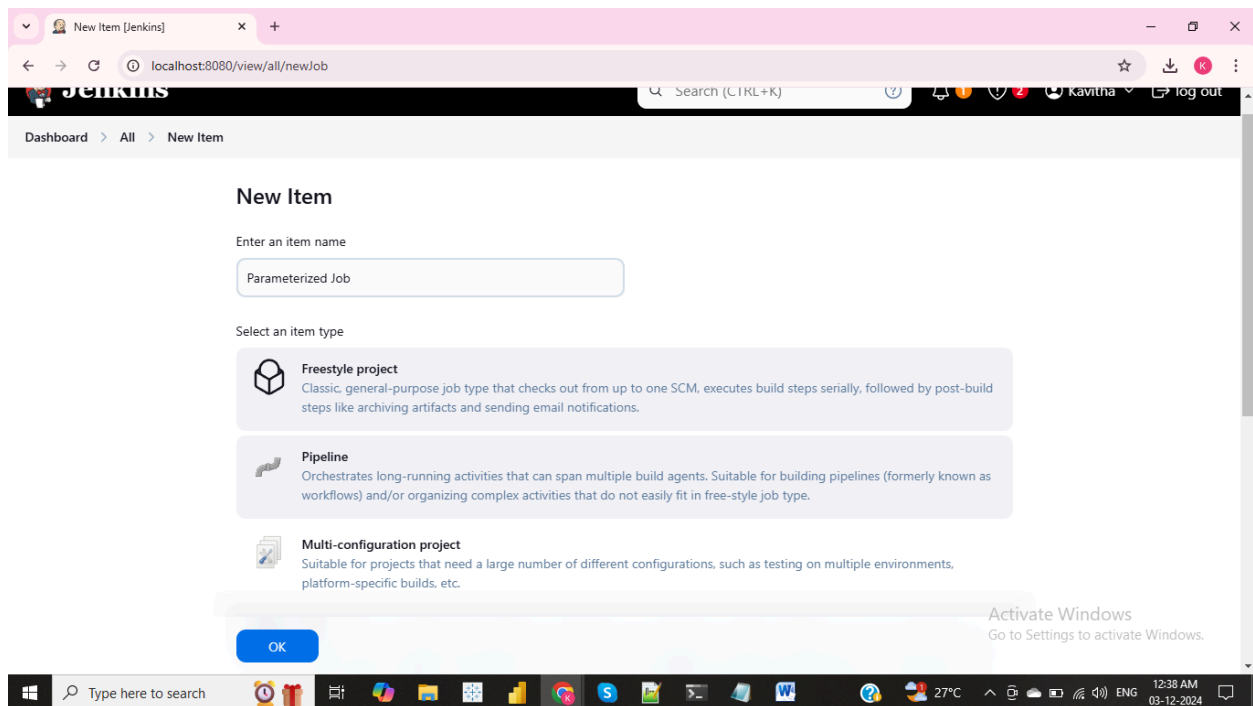 New Item [Jenkins]
localhost:8080/view/all/newJob
K
Jenkins
Search (CTRL+K)
?
1
2
Kavitha
log out
Dashboard > All > New Item
New Item
Enter an item name
Parameterized Job
Select an item type
Freestyle project
Classic, general-purpose job type that checks out from up to one SCM, executes build steps serially, followed by post-build
steps like archiving artifacts and sending email notifications.
Pipeline
Orchestrates long-running activities that can span multiple build agents. Suitable for building pipelines (formerly known as
workflows) and/or organizing complex activities that do not easily fit in free-style job type.
Multi-configuration project
Suitable for projects that need a large number of different configurations, such as testing on multiple environments,
platform-specific builds, etc.
Activate Windows
Go to Settings to activate Windows.
OK
Type here to search
27°C
ENG
12:38 AM
03-12-2024